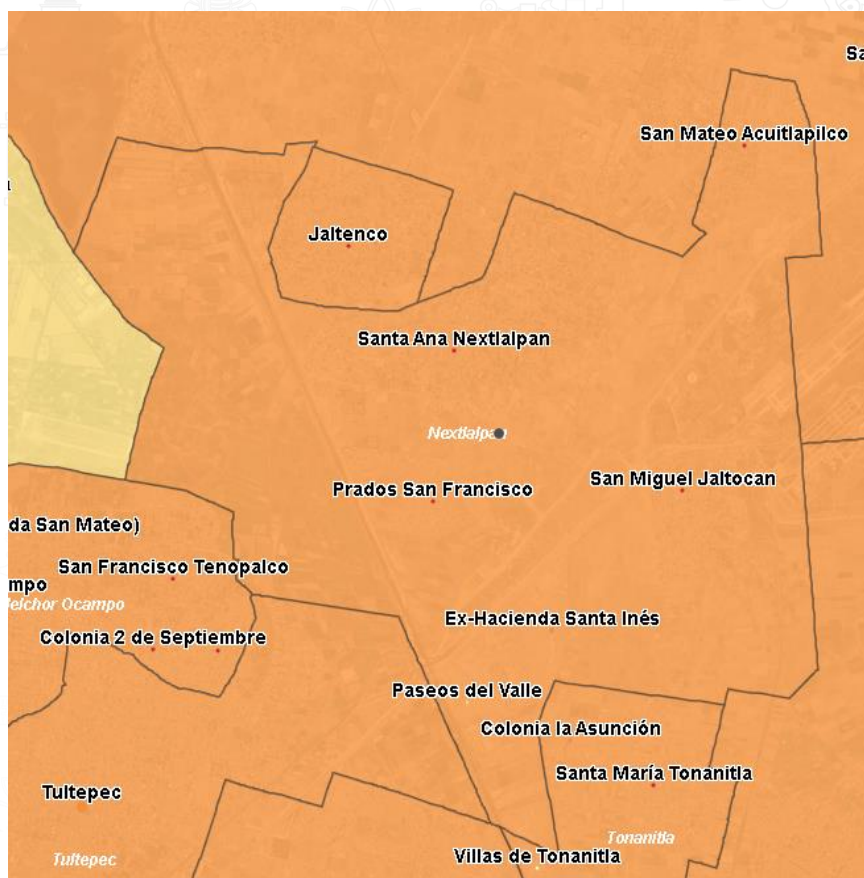 San Mateo Acuitlapilco
Jaltenco
Santa Ana Nextlalpan
Nextlalpan
Prados San Francisco
San Miguel Jaltocan
da San Mateo)
San Francisco Tenopalco
mpo
Melchor Ocampo
Ex-Hacienda Santa Inés
Colonia 2 de Septiembre
Paseos del Valle
Colonia la Asunción
Santa María Tonanitla
Tultepec
Tonanitla
Villas de Tonanitla
Tultepec